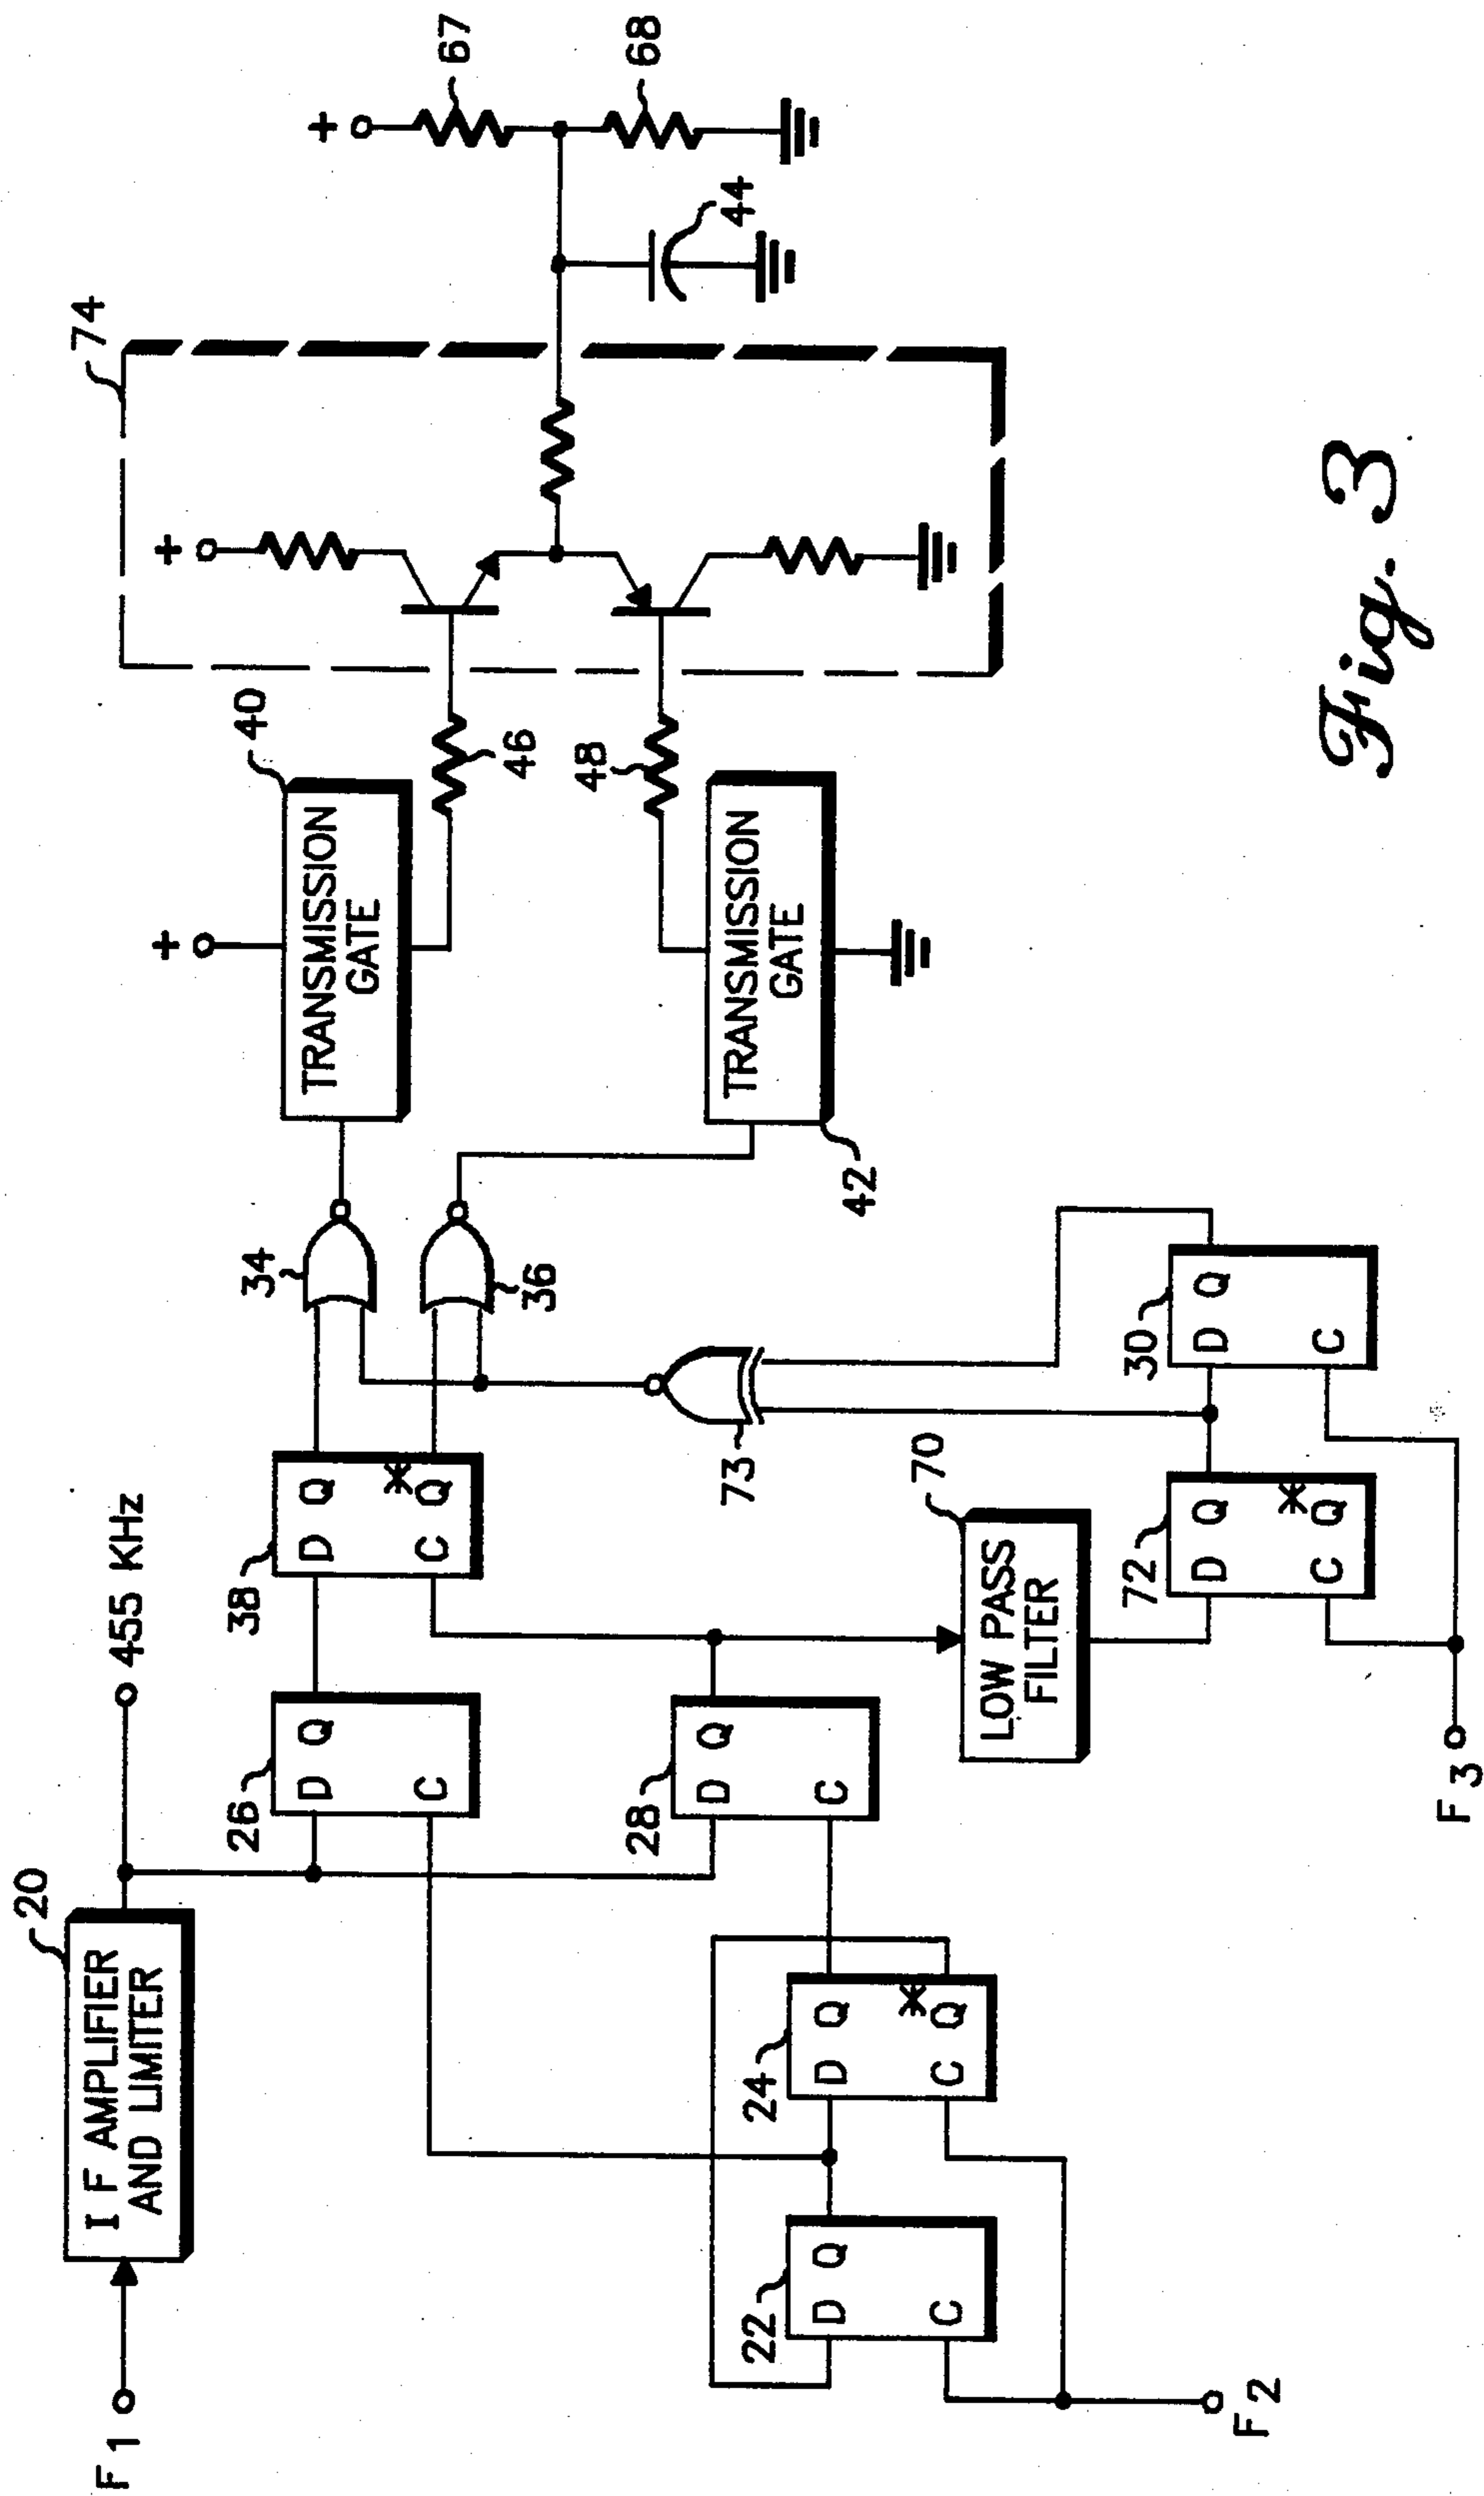 F 1
20
I F AMPLIFIER
AND LIMITER
455 KHz
26
D Q
C
38
D Q
*
C Q
34
36
40
+
TRANSMISSION
GATE
46
48
TRANSMISSION
GATE
42
74
+
+
67
68
44
22
D Q
C
24
D Q
*
C Q
28
D Q
C
70
LOW PASS
FILTER
73
72
D Q
*
C Q
30
D Q
C
F 2
F 3
Fig. 3